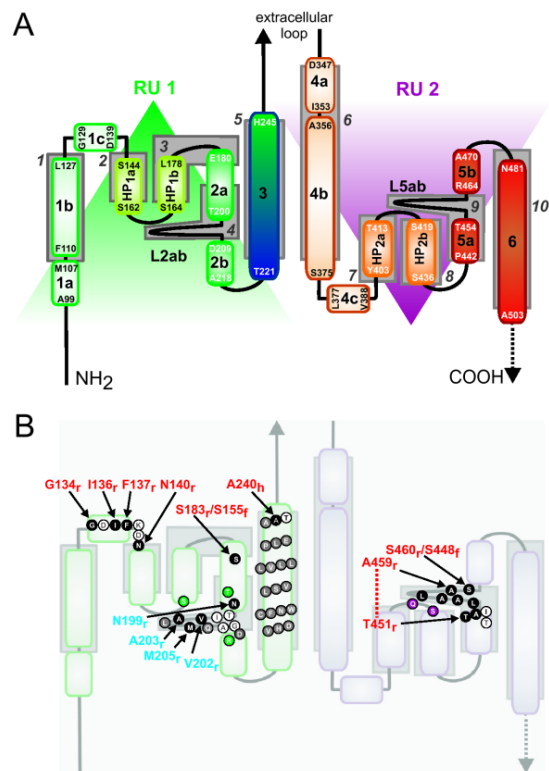 A
extracellular
loop
RU 1
RU 2
D347
4a
I353
G129
1c
D139
1
2
3
5
6
L127
1b
F110
M107
1a
A99
S144
HP1a
S162
L178
HP1b
S164
E180
2a
T200
4
L2ab
D209
2b
A218
H245
3
T221
A356
4b
S375
L377
4c
V388
T413
HP2a
Y403
7
S419
HP2b
S436
8
L5ab
9
A470
5b
R464
T454
5a
P442
N481
6
A503
10
NH2
COOH
B
G134r
I136r
F137r
N140r
A240h
S183r/S155f
S460r/S448f
A459r
T451r
N199r
A203r
M205r
V202r
G D I F K
D
N
S
A A T
T
S
N
L A V I T
M
S
A S
L A A L
Q
S
T A I
T